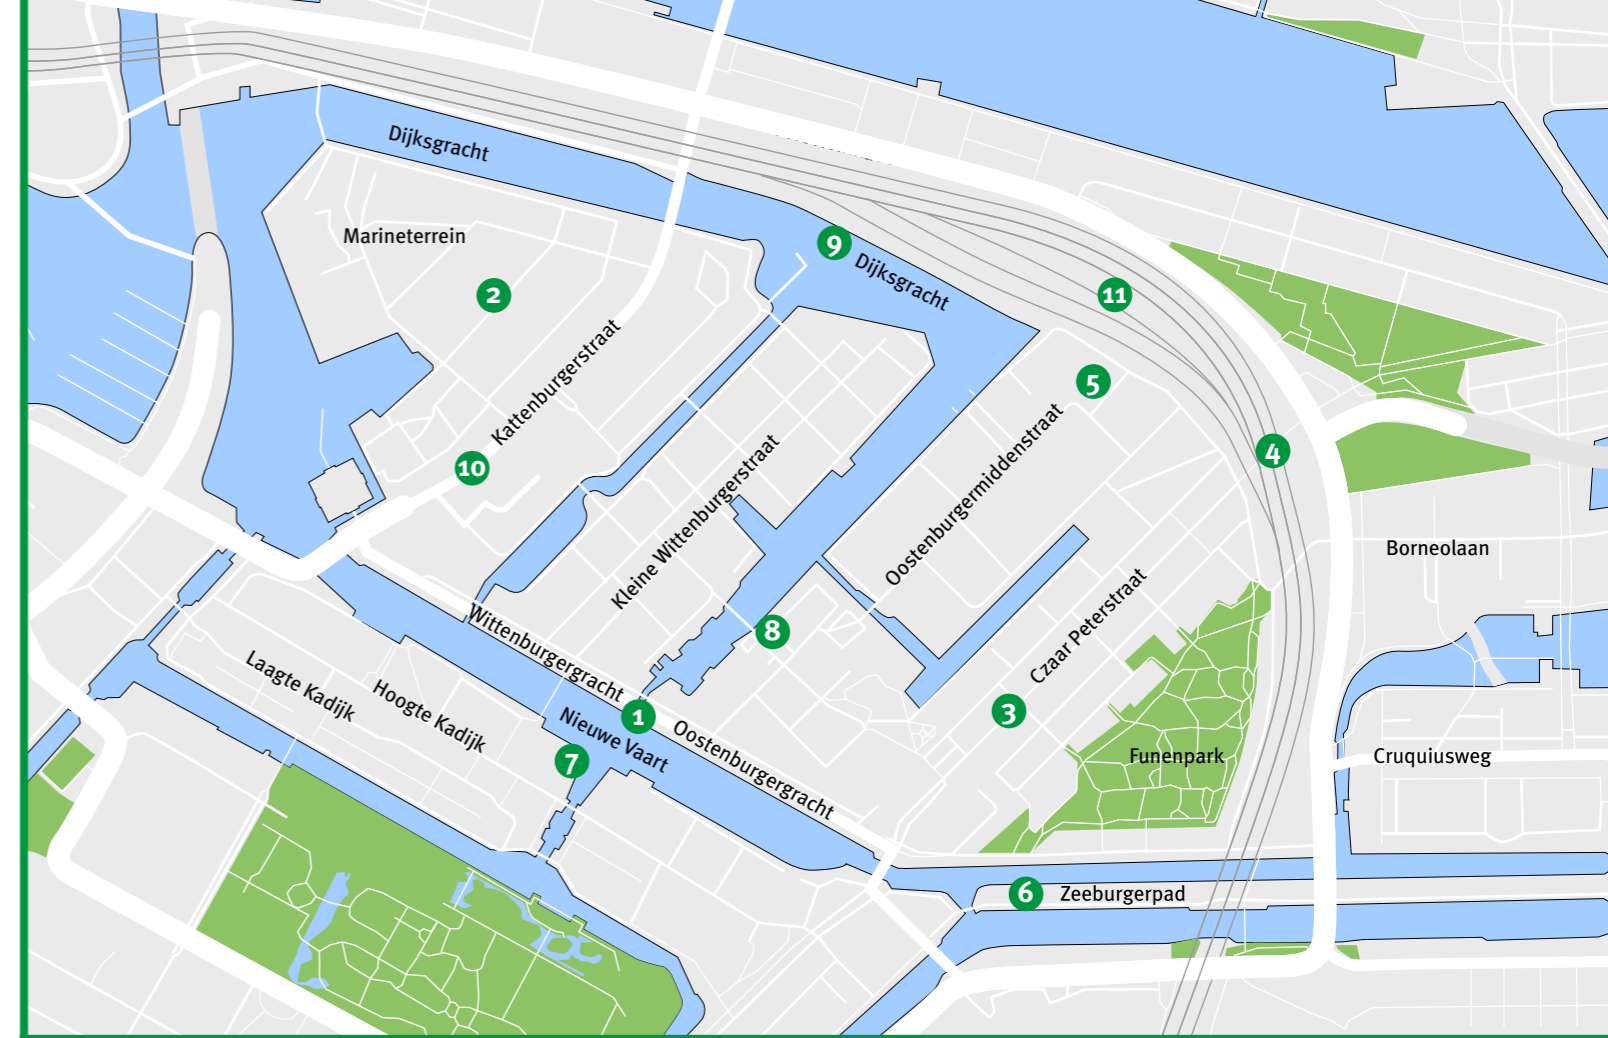 Dijksgracht
Marineterrein
9
Dijksgracht
2
11
Kattenburgerstraat
5
10
Kleine Wittenburgerstraat
Oostenburgermiddenstraat
4
Borneolaan
Czaar Peterstraat
8
Wittenburgergracht
Laagte Kadijk
Hoogte Kadijk
1
3
Nieuwe Vaart
Oostenburgergracht
7
Funenpark
Cruquiusweg
6
Zeeburgerpad